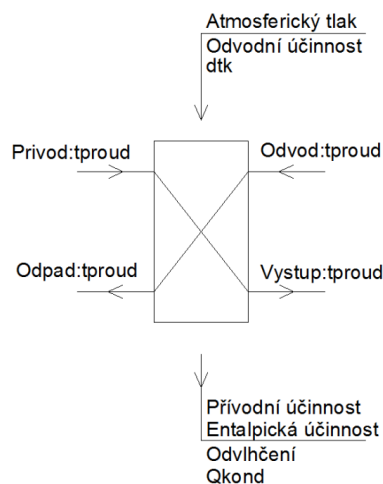 Atmosferický tlak
Odvodní účinnost
dtk
Privod:tproud
Odvod:tproud
Odpad:tproud
Vystup:tproud
Přívodní účinnost
Entalpická účinnost
Odvlhčení
Qkond